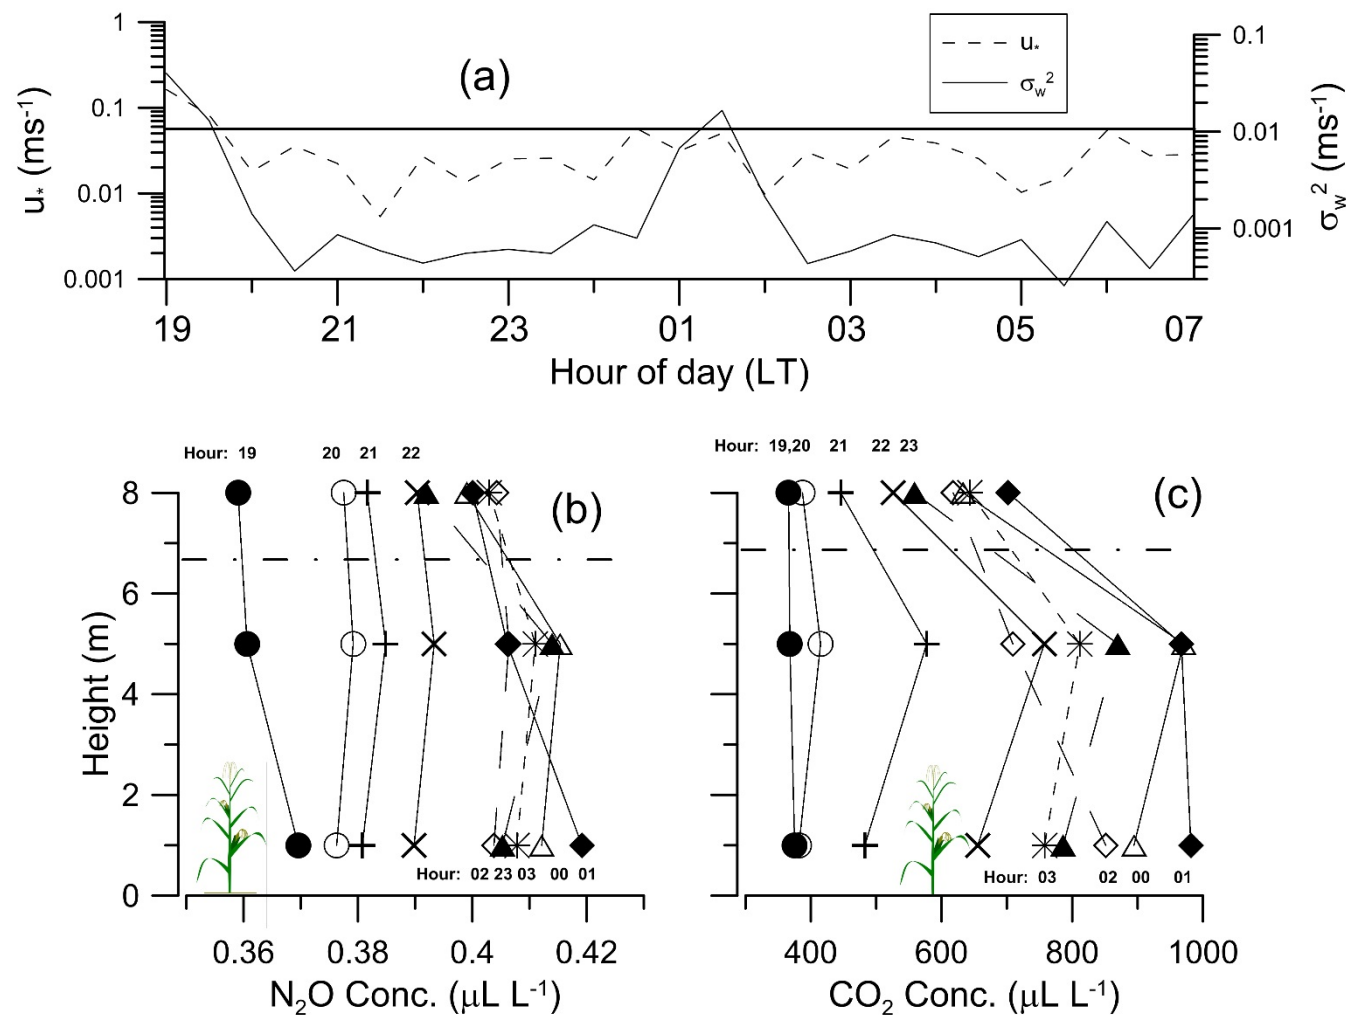 (a)
u* 
σw²
1
0.1
0.01
0.001
u* (ms⁻¹)
0.1
0.01
0.001
σw² (ms⁻¹)
19 21 23 01 03 05 07
Hour of day (LT)
Hour: 19 20 21 22
(b)
8
6
4
2
0
Height (m)
Hour: 02 23 03 00 01
0.36 0.38 0.4 0.42
N₂O Conc. (μL L⁻¹)
Hour: 19,20 21 22 23
(c)
Hour: 03 02 00 01
400 600 800 1000
CO₂ Conc. (μL L⁻¹)